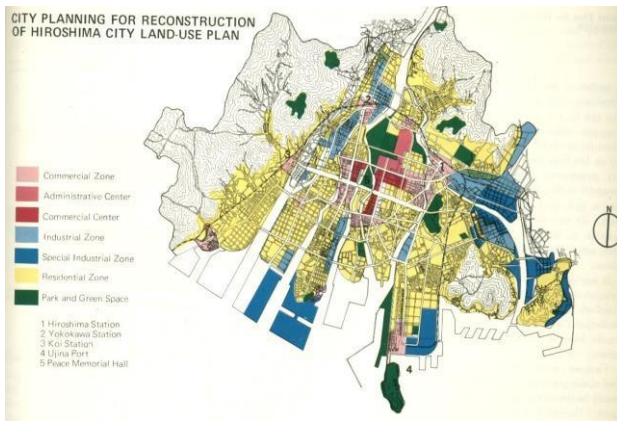 CITY PLANNING FOR RECONSTRUCTION
OF HIROSHIMA CITY LAND-USE PLAN
Commercial Zone
Administrative Center
Commercial Center
Industrial Zone
Special Industrial Zone
Residential Zone
Park and Green Space
1 Hiroshima Station
2 Yokokawa Station
3 Koi Station
4 Ujina Port
5 Peace Memorial Hall
N
2
1
4